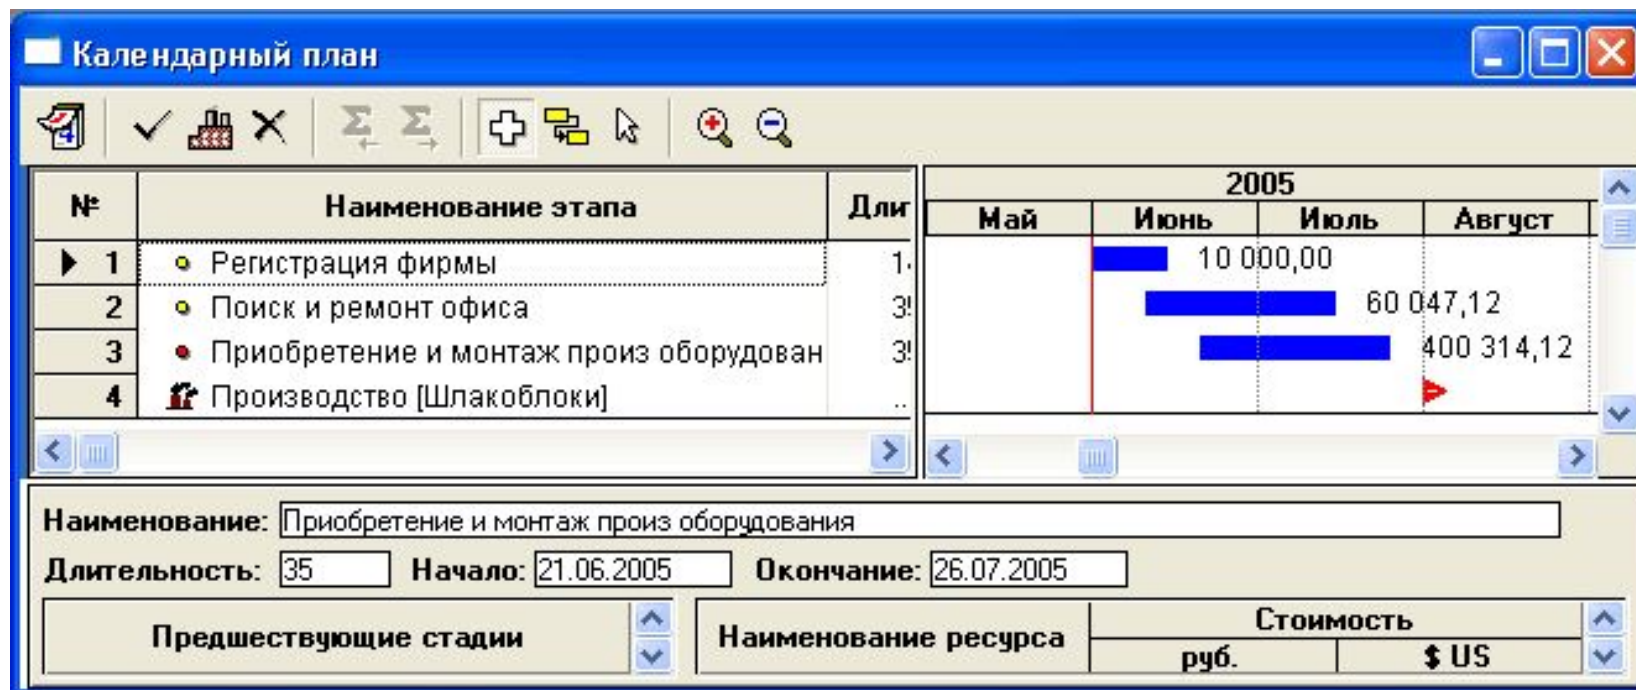 Календарный план
№ Наименование этапа Длит 2005
Май Июнь Июль Август
1 Регистрация фирмы 10 000,00
2 Поиск и ремонт офиса 60 047,12
3 Приобретение и монтаж произ оборудован 400 314,12
4 Производство [Шлакоблоки] ..
Наименование: Приобретение и монтаж произ оборудования
Длительность: 35 Начало: 21.06.2005 Окончание: 26.07.2005
Предшествующие стадии Наименование ресурса Стоимость
руб. $ US